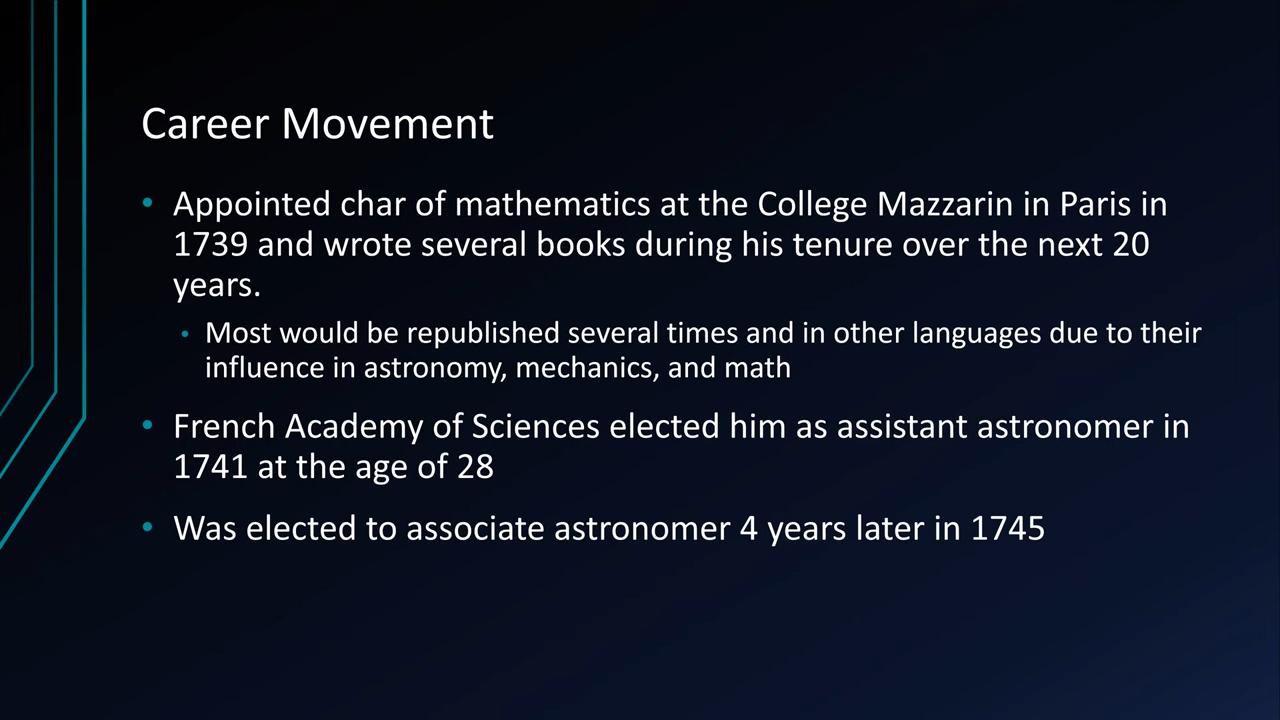 Career Movement
• Appointed char of mathematics at the College Mazzarin in Paris in
1739 and wrote several books during his tenure over the next 20
years.
• Most would be republished several times and in other languages due to their
influence in astronomy, mechanics, and math
• French Academy of Sciences elected him as assistant astronomer in
1741 at the age of 28
• Was elected to associate astronomer 4 years later in 1745